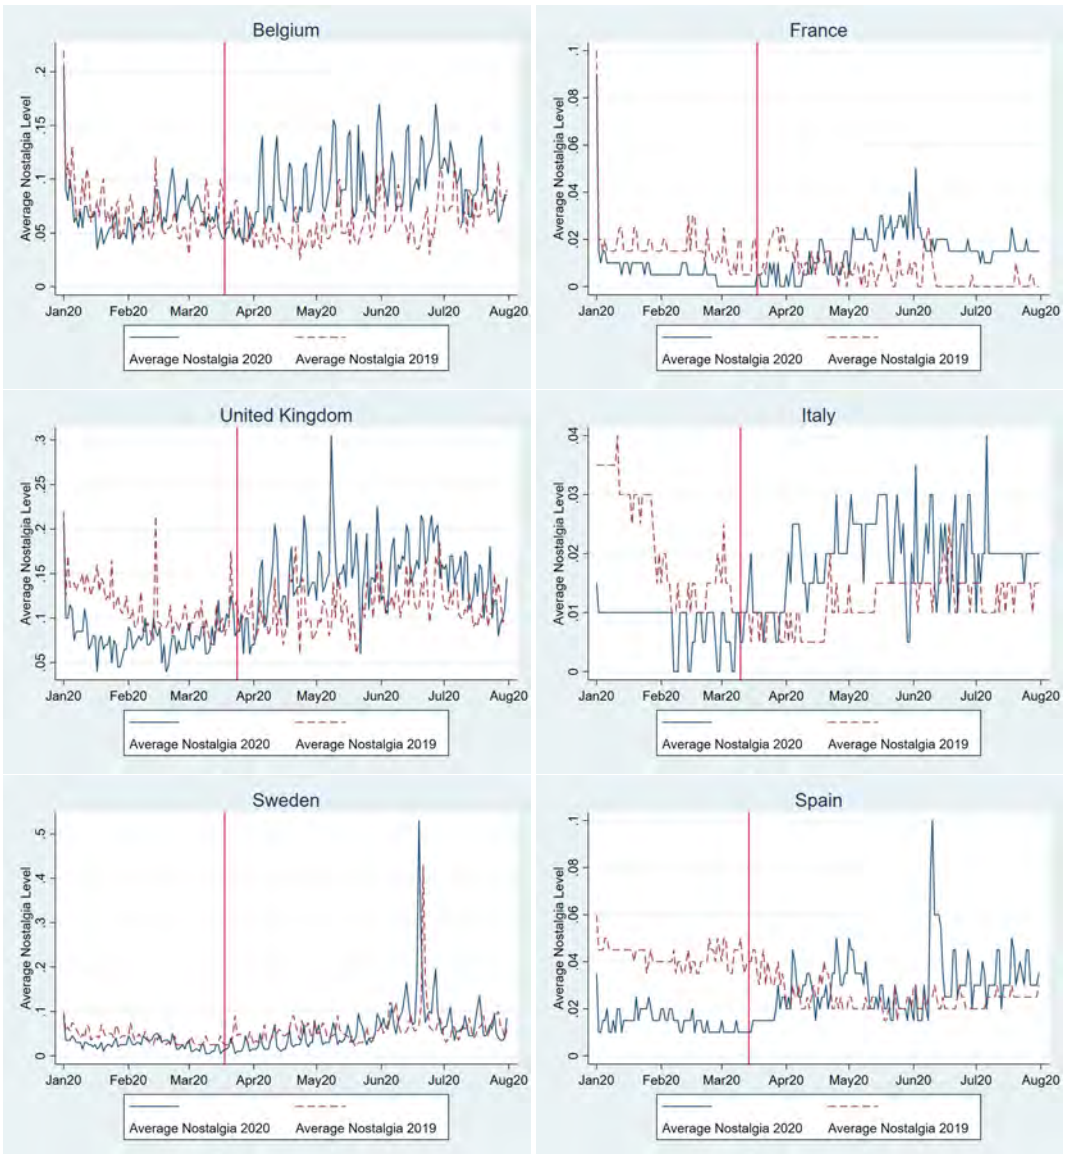 Belgium
Average Nostalgia Level
.2
.15
.1
.05
0
Jan20 Feb20 Mar20 Apr20 May20 Jun20 Jul20 Aug20
Average Nostalgia 2020 Average Nostalgia 2019
France
Average Nostalgia Level
.1
.08
.06
.04
.02
0
Jan20 Feb20 Mar20 Apr20 May20 Jun20 Jul20 Aug20
Average Nostalgia 2020 Average Nostalgia 2019
United Kingdom
Average Nostalgia Level
.3
.25
.2
.15
.1
.05
Jan20 Feb20 Mar20 Apr20 May20 Jun20 Jul20 Aug20
Average Nostalgia 2020 Average Nostalgia 2019
Italy
Average Nostalgia Level
.04
.03
.02
.01
0
Jan20 Feb20 Mar20 Apr20 May20 Jun20 Jul20 Aug20
Average Nostalgia 2020 Average Nostalgia 2019
Sweden
Average Nostalgia Level
.5
.4
.3
.2
.1
0
Jan20 Feb20 Mar20 Apr20 May20 Jun20 Jul20 Aug20
Average Nostalgia 2020 Average Nostalgia 2019
Spain
Average Nostalgia Level
.1
.08
.06
.04
.02
0
Jan20 Feb20 Mar20 Apr20 May20 Jun20 Jul20 Aug20
Average Nostalgia 2020 Average Nostalgia 2019